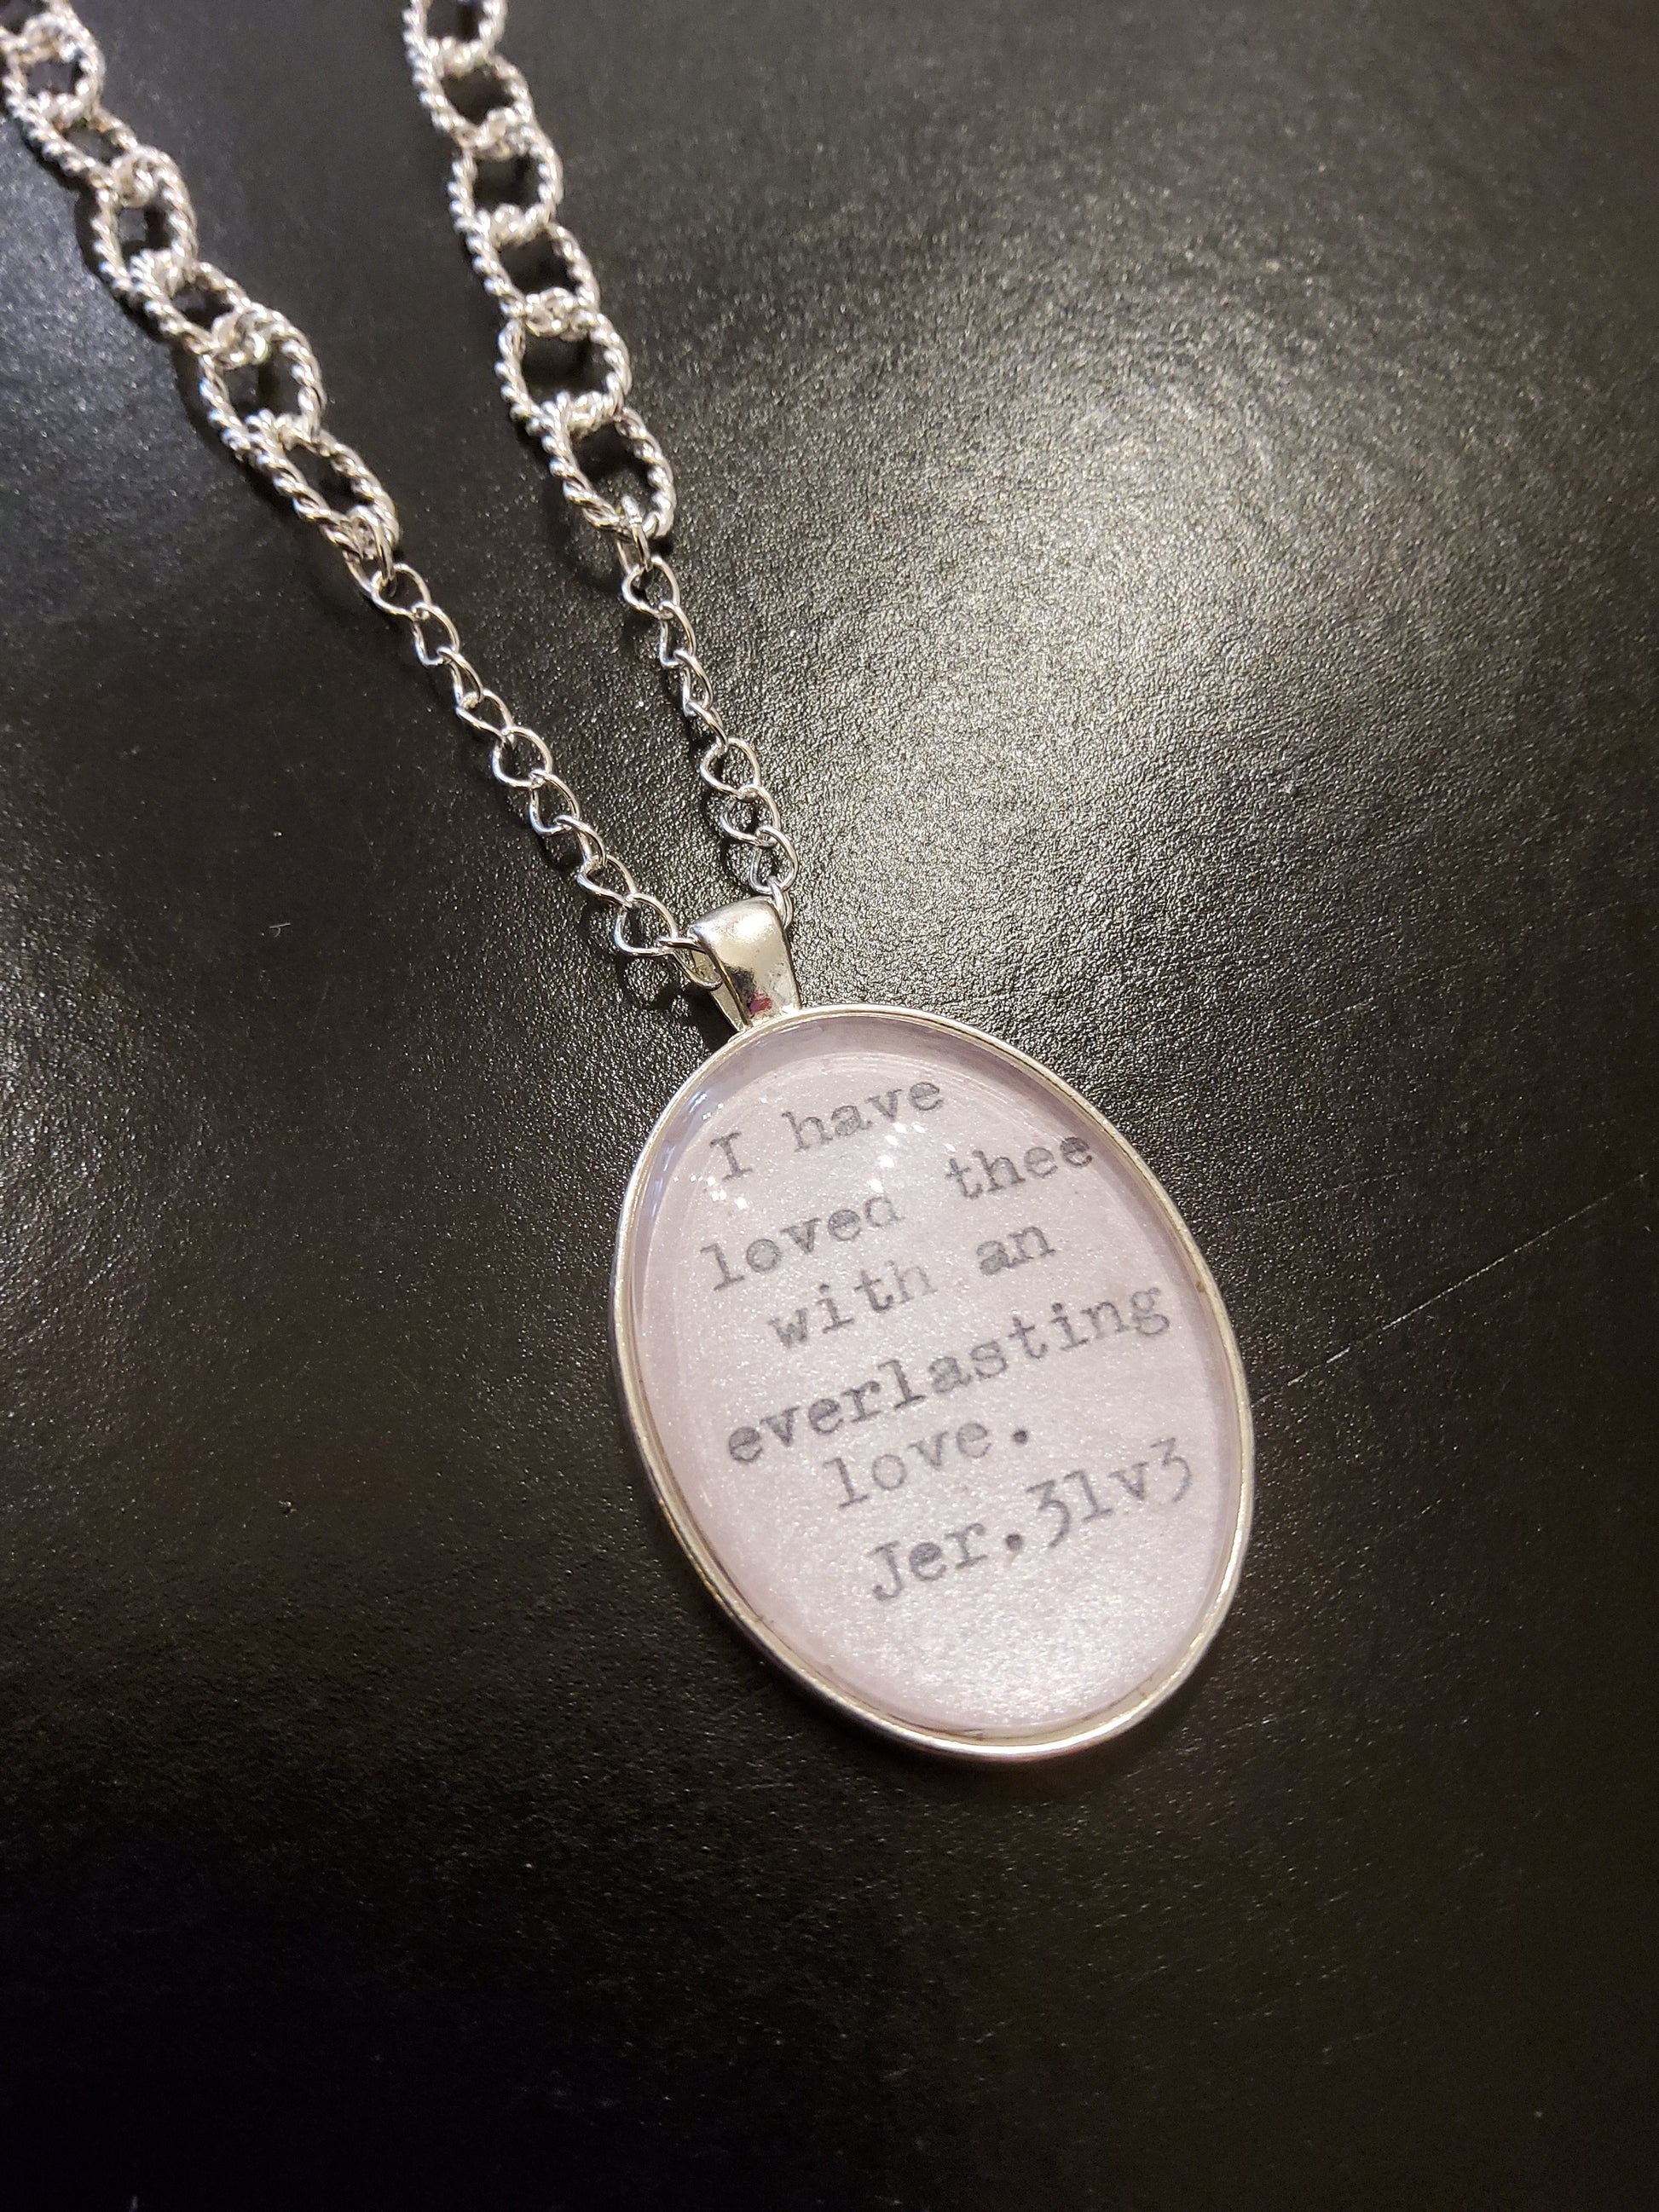 I have
loved thee
with an
everlasting
love.
Jer.31v3